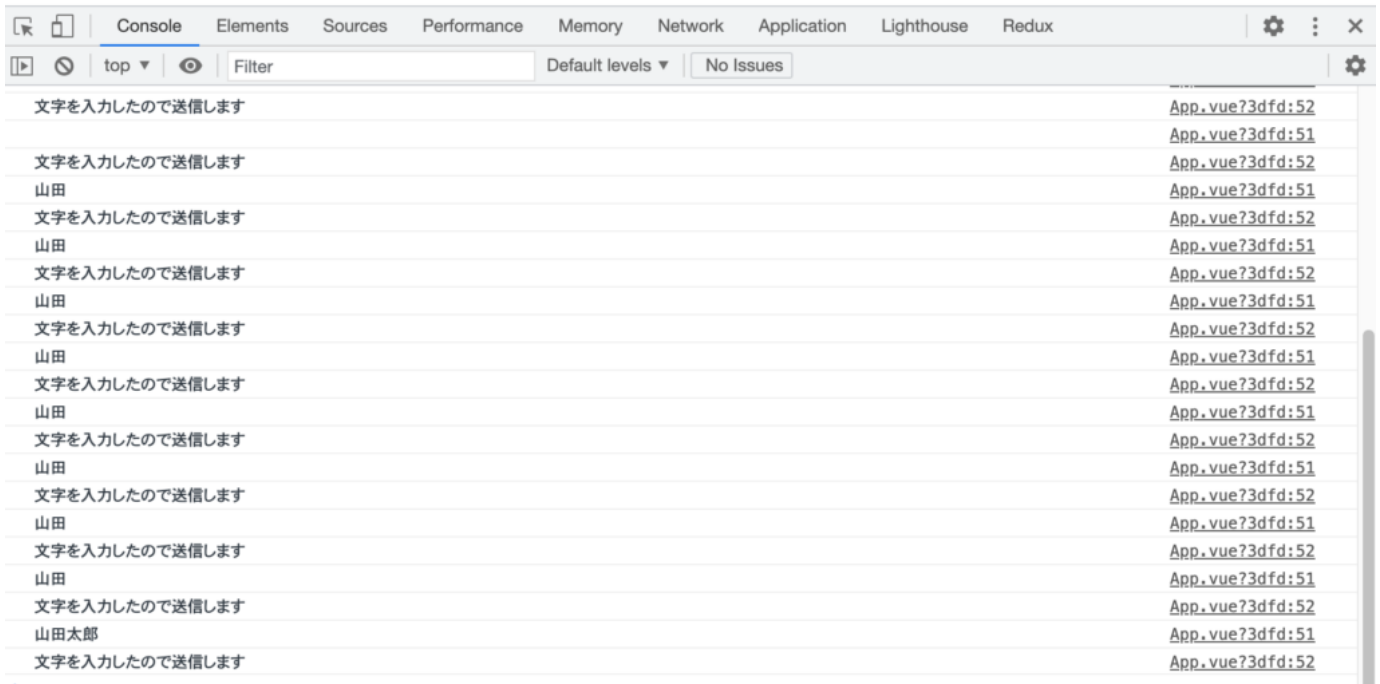 Console Elements Sources Performance Memory Network Application Lighthouse Redux
top ▼ Filter Default levels ▼ No Issues
文字を入力したので送信します App.vue?3dfd:52
App.vue?3dfd:51
文字を入力したので送信します App.vue?3dfd:52
山田 App.vue?3dfd:51
文字を入力したので送信します App.vue?3dfd:52
山田 App.vue?3dfd:51
文字を入力したので送信します App.vue?3dfd:52
山田 App.vue?3dfd:51
文字を入力したので送信します App.vue?3dfd:52
山田 App.vue?3dfd:51
文字を入力したので送信します App.vue?3dfd:52
山田 App.vue?3dfd:51
文字を入力したので送信します App.vue?3dfd:52
山田 App.vue?3dfd:51
文字を入力したので送信します App.vue?3dfd:52
山田 App.vue?3dfd:51
文字を入力したので送信します App.vue?3dfd:52
山田 App.vue?3dfd:51
文字を入力したので送信します App.vue?3dfd:52
山田太郎 App.vue?3dfd:51
文字を入力したので送信します App.vue?3dfd:52